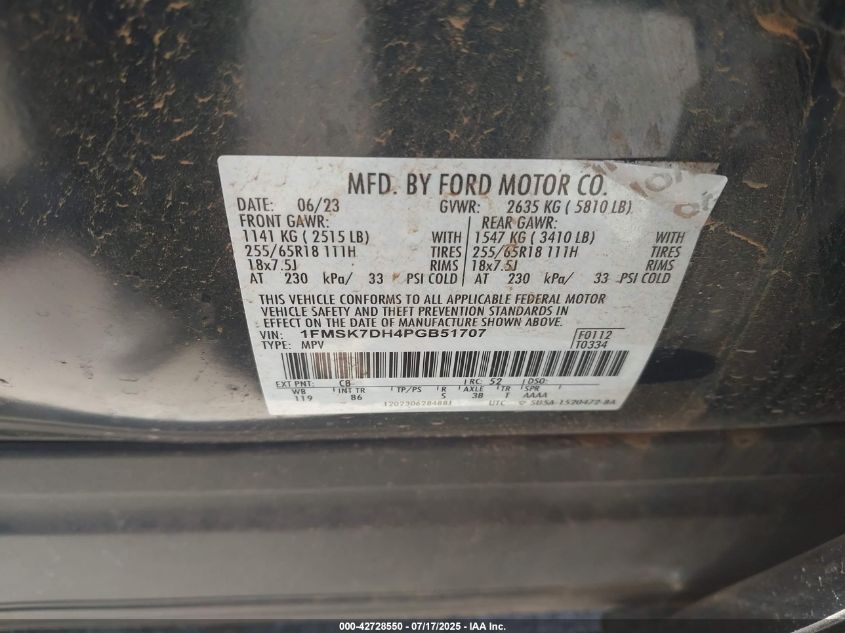 MFD. BY FORD MOTOR CO.
DATE: 06/23 GVWR: 2635 KG ( 5810 LB)
FRONT GAWR: REAR GAWR:
1141 KG ( 2515 LB) WITH 1547 KG ( 3410 LB) WITH
255/65R18 111H TIRES 255/65R18 111H TIRES
18x7.5J RIMS 18x7.5J RIMS
AT 230 kPa/ 33 PSI COLD AT 230 kPa/ 33 PSI COLD
THIS VEHICLE CONFORMS TO ALL APPLICABLE FEDERAL MOTOR
VEHICLE SAFETY AND THEFT PREVENTION STANDARDS IN
EFFECT ON THE DATE OF MANUFACTURE SHOWN ABOVE.
VIN: 1FMSK7DH4PGB51707 F0112
TYPE: MPV T0334
EXT PNT: RC: 52 DSO:
WB INT TR TP/PS R AXLE TR SPR
119 86 5 3B T AAAA
UTC
000-42728550 / 07/17/2025 - IAA Inc.